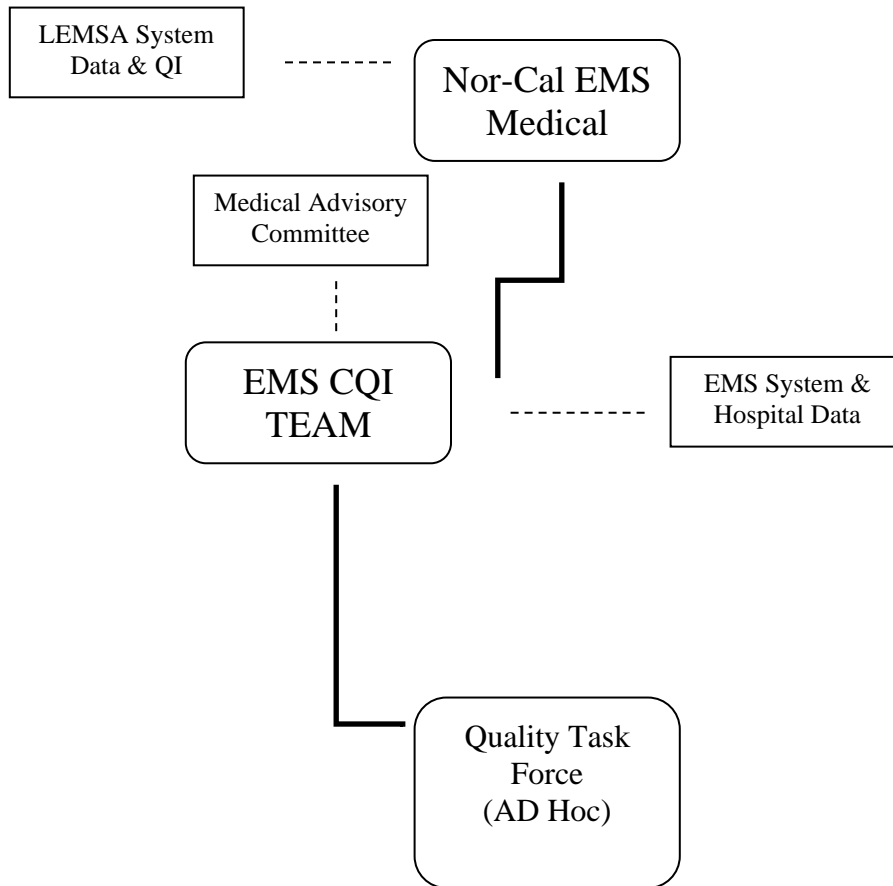 LEMSA System
Data & QI
Nor-Cal EMS
Medical
Medical Advisory
Committee
EMS CQI
TEAM
EMS System &
Hospital Data
Quality Task
Force
(AD Hoc)